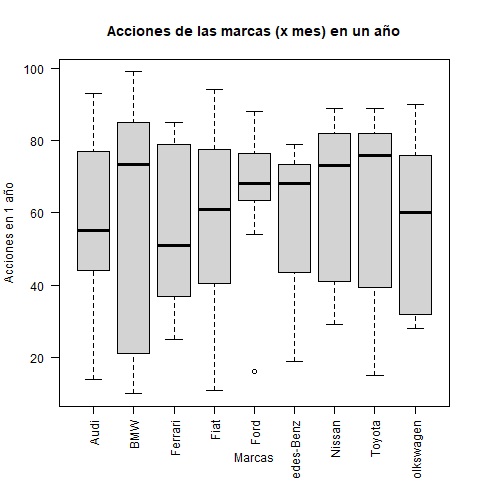 Acciones de las marcas (x mes) en un año
Acciones en 1 año
100
80
60
40
20
Audi
BMW
Ferrari
Fiat
Ford
edes-Benz
Nissan
Toyota
olkswagen
Marcas